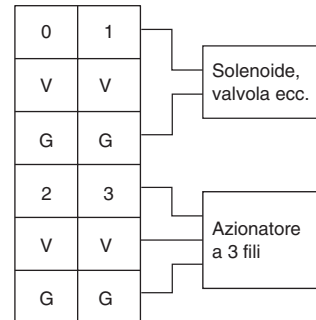 0 1
V V
G G
2 3
V V
G G
Solenoide,
valvola ecc.
Azionatore
a 3 fili